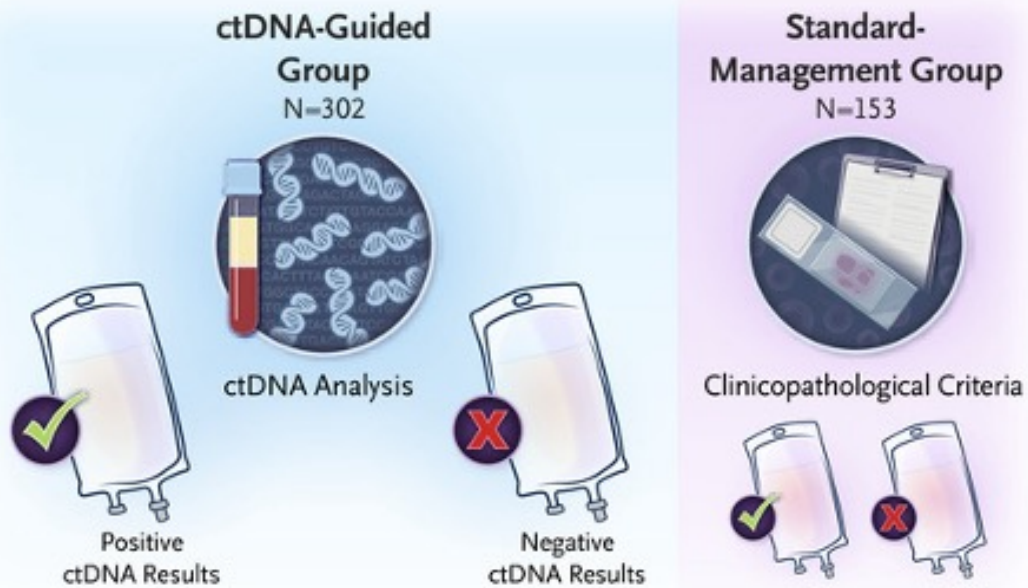 ctDNA-Guided
Group
N=302
ctDNA Analysis
Positive
ctDNA Results
Negative
ctDNA Results
Standard-
Management Group
N=153
Clinicopathological Criteria